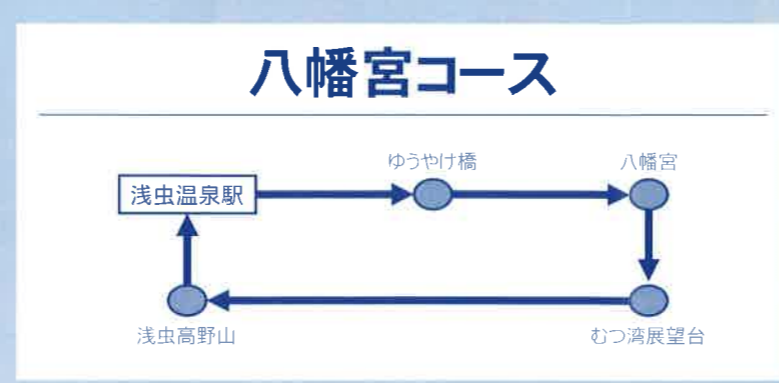 八幡宮コース
ゆうやけ橋
八幡宮
浅虫温泉駅
浅虫高野山
むつ湾展望台